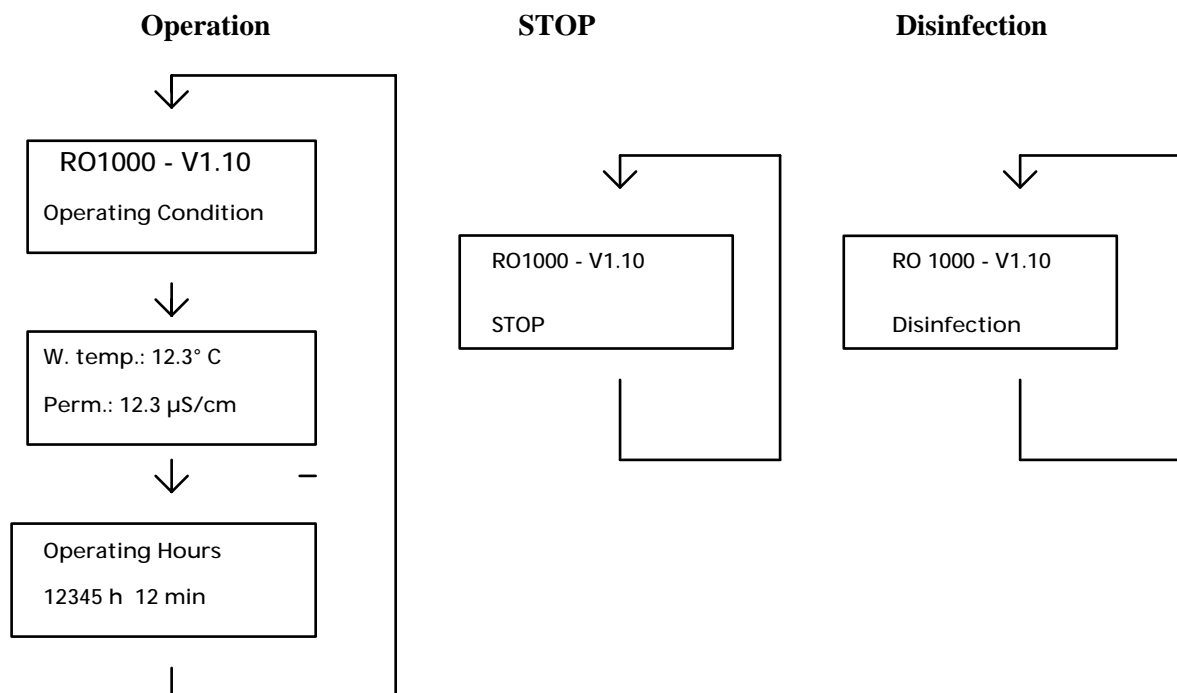 Operation
STOP
Disinfection
RO1000 - V1.10
Operating Condition
W. temp.: 12.3° C
Perm.: 12.3 µS/cm
Operating Hours
12345 h 12 min
RO1000 - V1.10
STOP
RO 1000 - V1.10
Disinfection